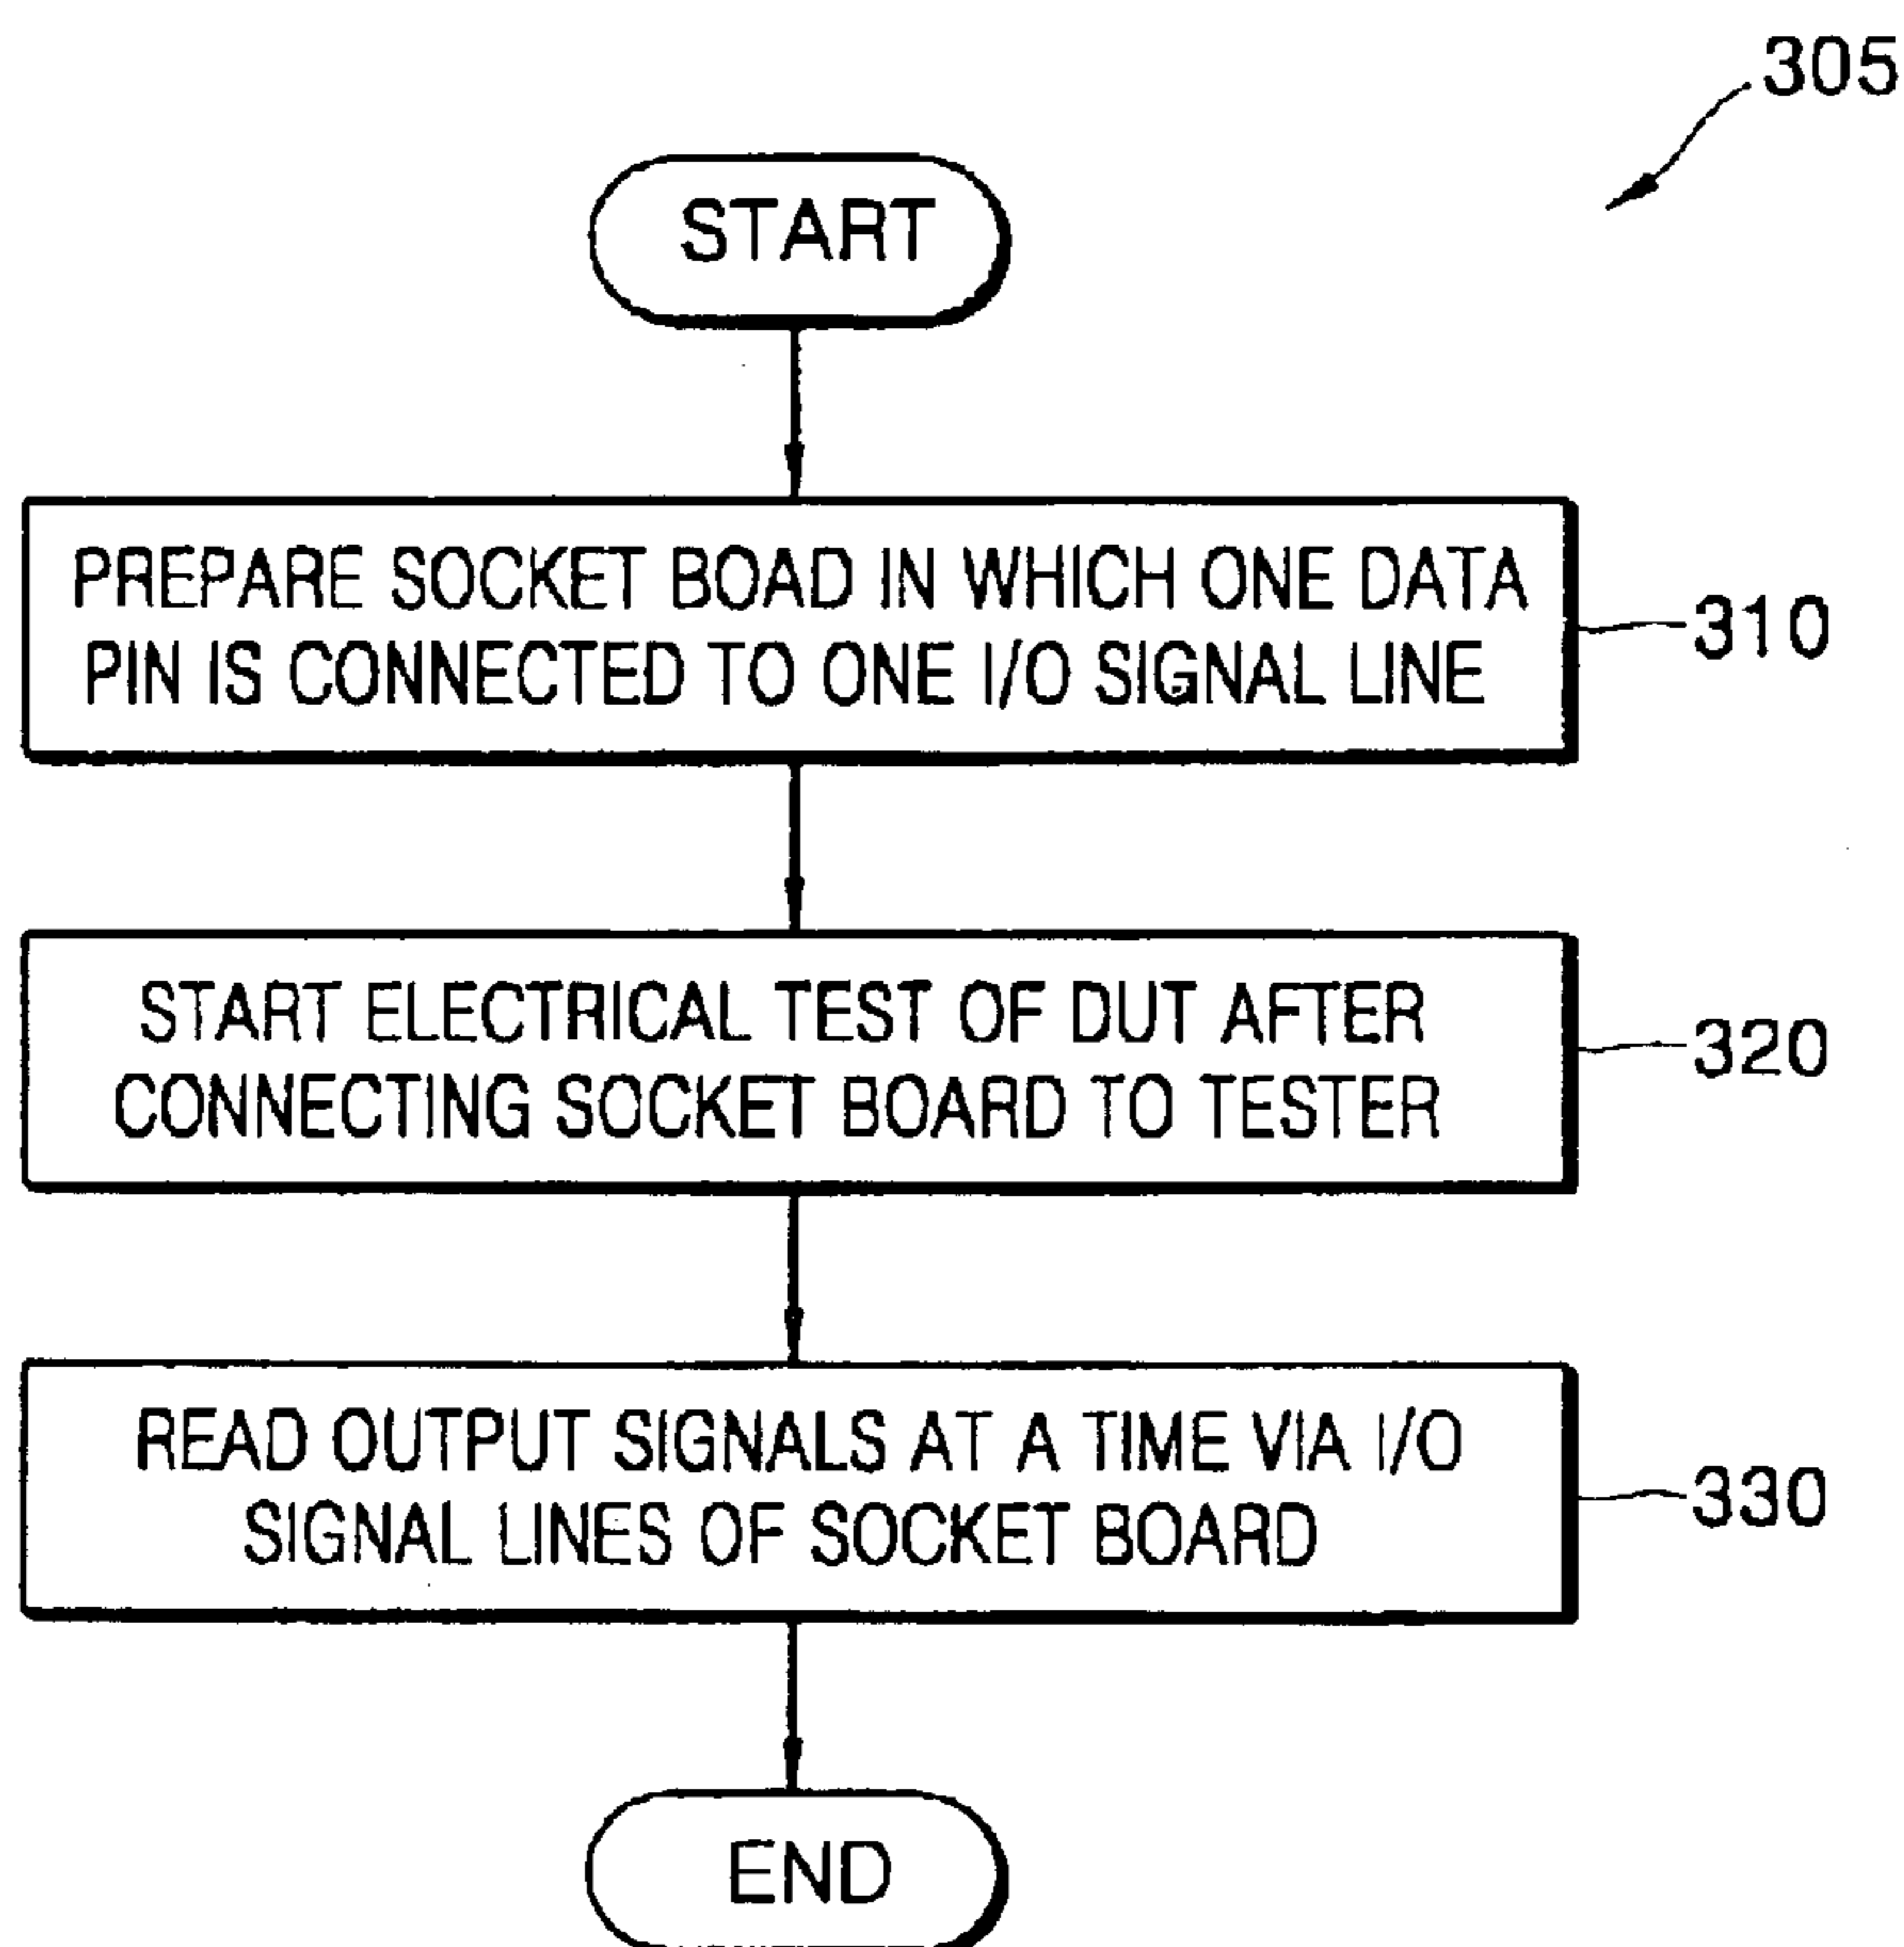 305
START
PREPARE SOCKET BOAD IN WHICH ONE DATA
PIN IS CONNECTED TO ONE I/O SIGNAL LINE
310
START ELECTRICAL TEST OF DUT AFTER
CONNECTING SOCKET BOARD TO TESTER
320
READ OUTPUT SIGNALS AT A TIME VIA I/O
SIGNAL LINES OF SOCKET BOARD
330
END